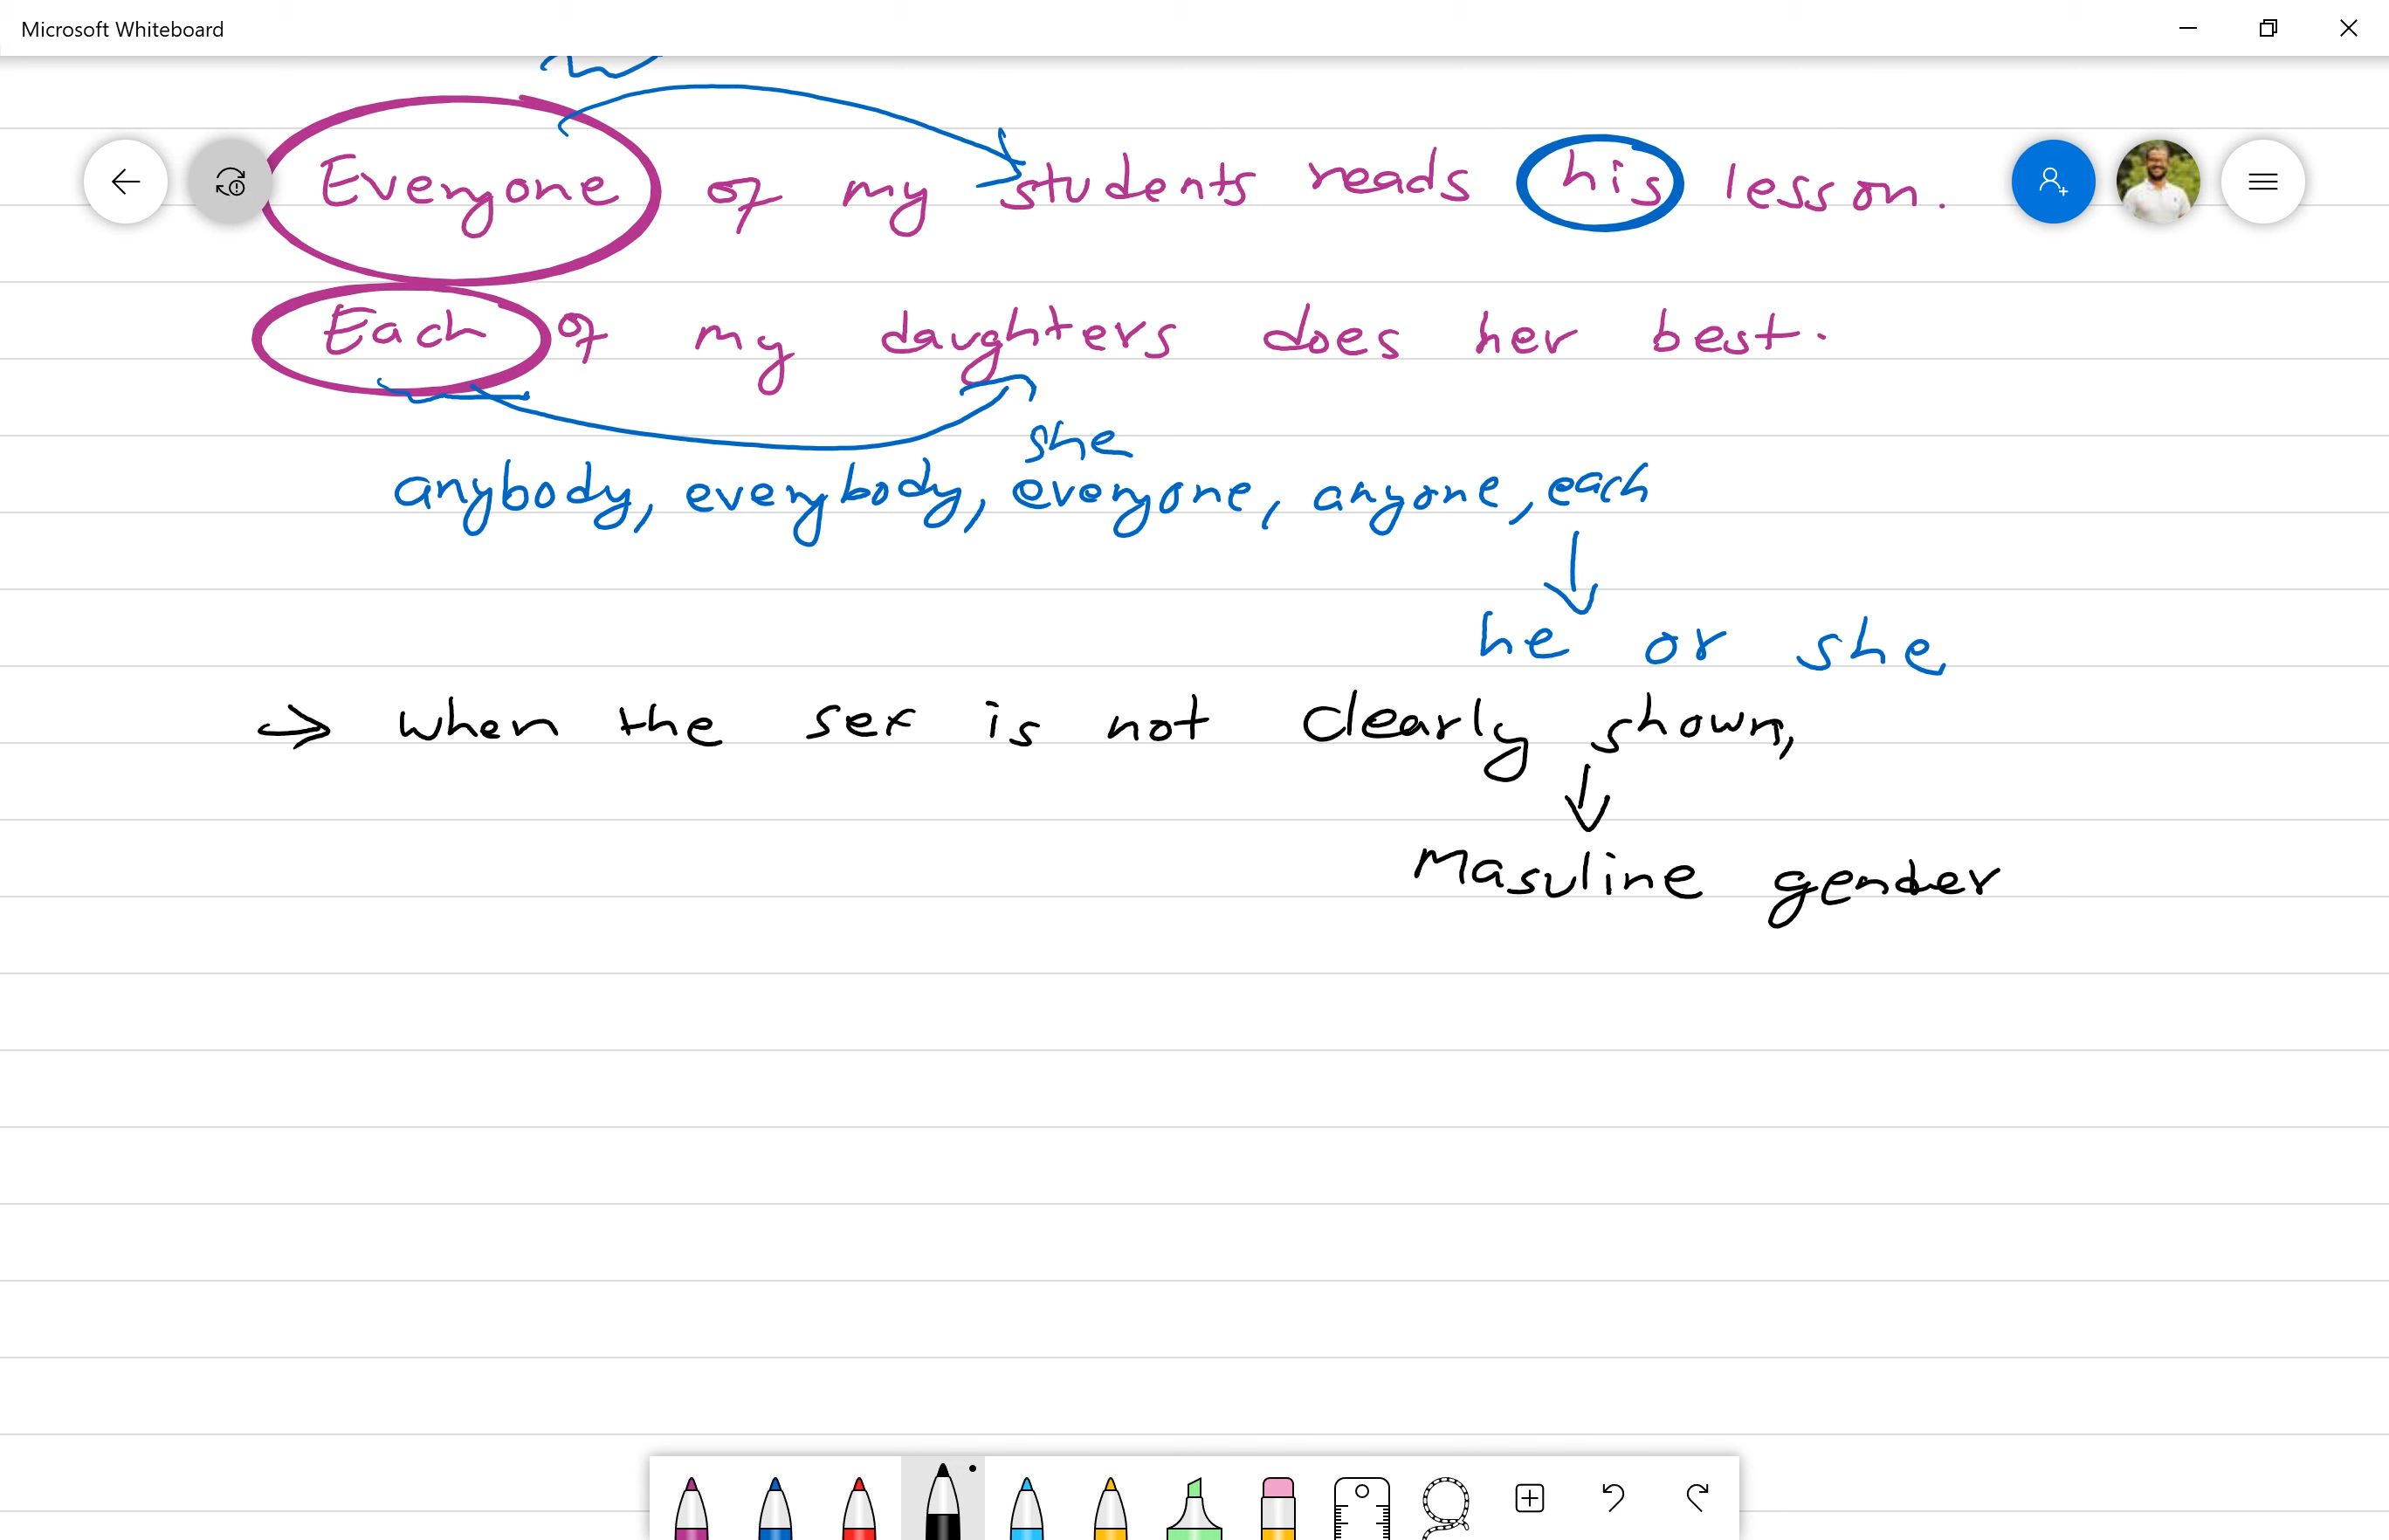 Microsoft Whiteboard
Everyone of my students reads his lesson.
Each of my daughters does her best.
she
anybody, everybody, everyone, anyone, each
he or she
when the sex is not clearly shown,
Masuline gender